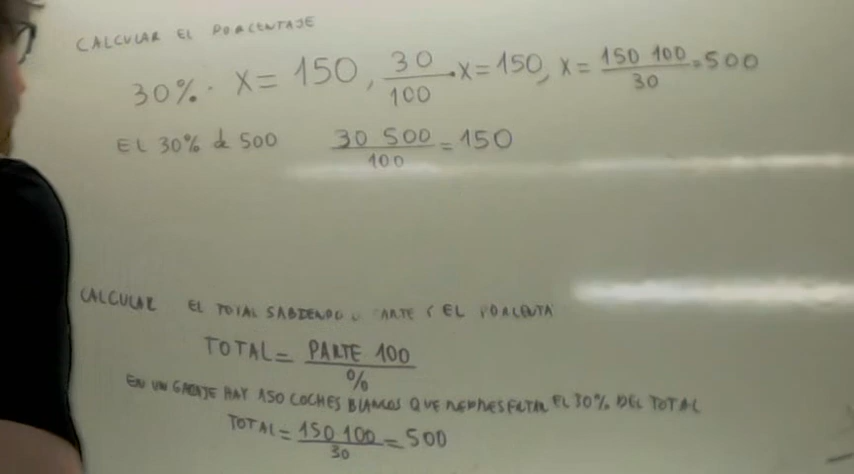 CALCULAR EL PORCENTAJE
30% · X = 150, 30/100 · X = 150, X = 150 100/30 = 500
EL 30% de 500 30 500/100 = 150
CALCULAR EL TOTAL SABIENDO PARTE Y EL PORCENTA
TOTAL = PARTE 100/%
EN UN GARAJE HAY 150 COCHES BLANCOS QUE REPRESENTAN EL 30% DEL TOTAL
TOTAL = 150 100/30 = 500